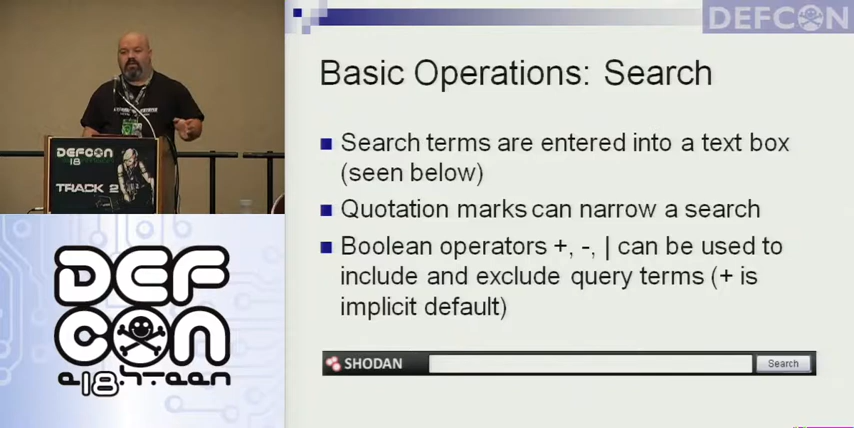 DEFCON
Basic Operations: Search
Search terms are entered into a text box
(seen below)
Quotation marks can narrow a search
Boolean operators +, -, | can be used to
include and exclude query terms (+ is
implicit default)
SHODAN
Search
DEFCON
18
TRACK 2
DEF
CON
e18hteen